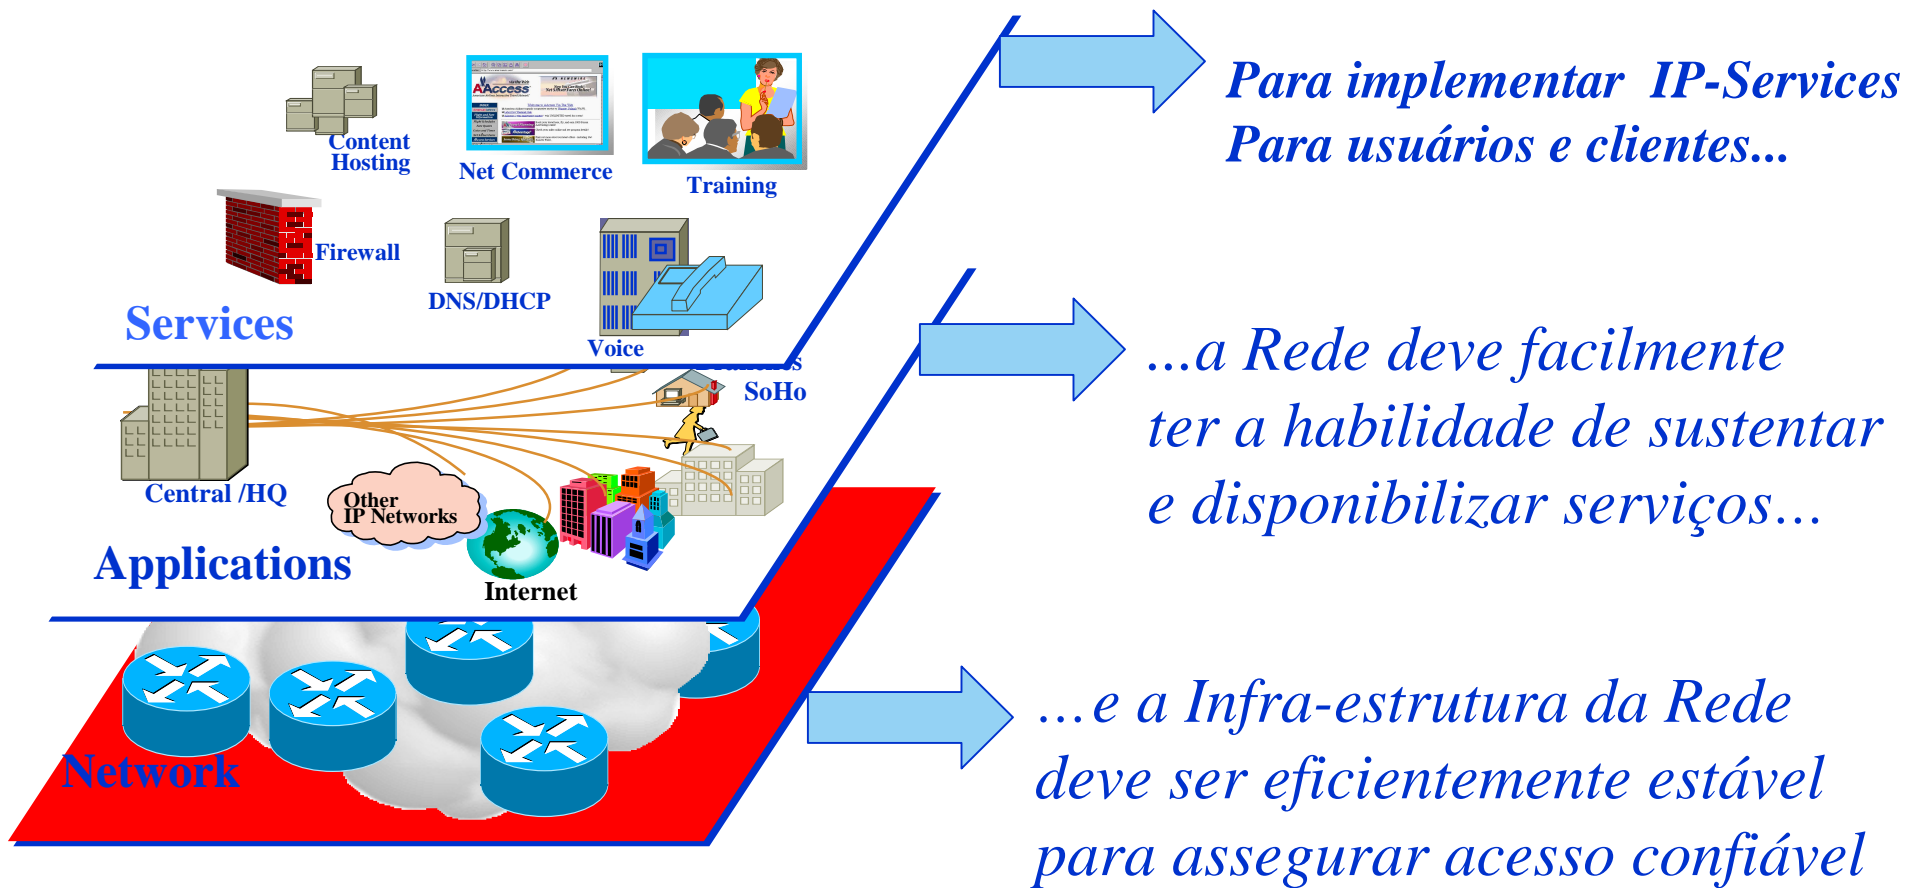 Content
Hosting
AAccess
Net Commerce
Training
Firewall
DNS/DHCP
Voice
Services
Para implementar IP-Services
Para usuários e clientes...
Branches
SoHo
Central /HQ
Other
IP Networks
Internet
Applications
...a Rede deve facilmente
ter a habilidade de sustentar
e disponibilizar serviços...
Network
...e a Infra-estrutura da Rede
deve ser eficientemente estável
para assegurar acesso confiável